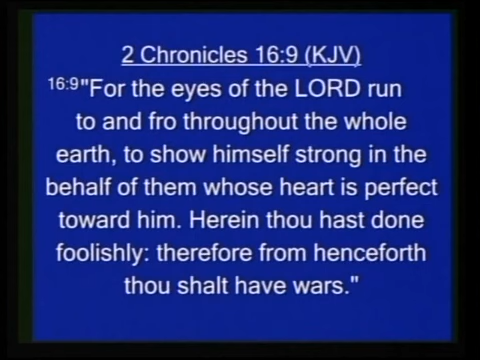 2 Chronicles 16:9 (KJV)
16:9"For the eyes of the LORD run
to and fro throughout the whole
earth, to show himself strong in the
behalf of them whose heart is perfect
toward him. Herein thou hast done
foolishly: therefore from henceforth
thou shalt have wars."